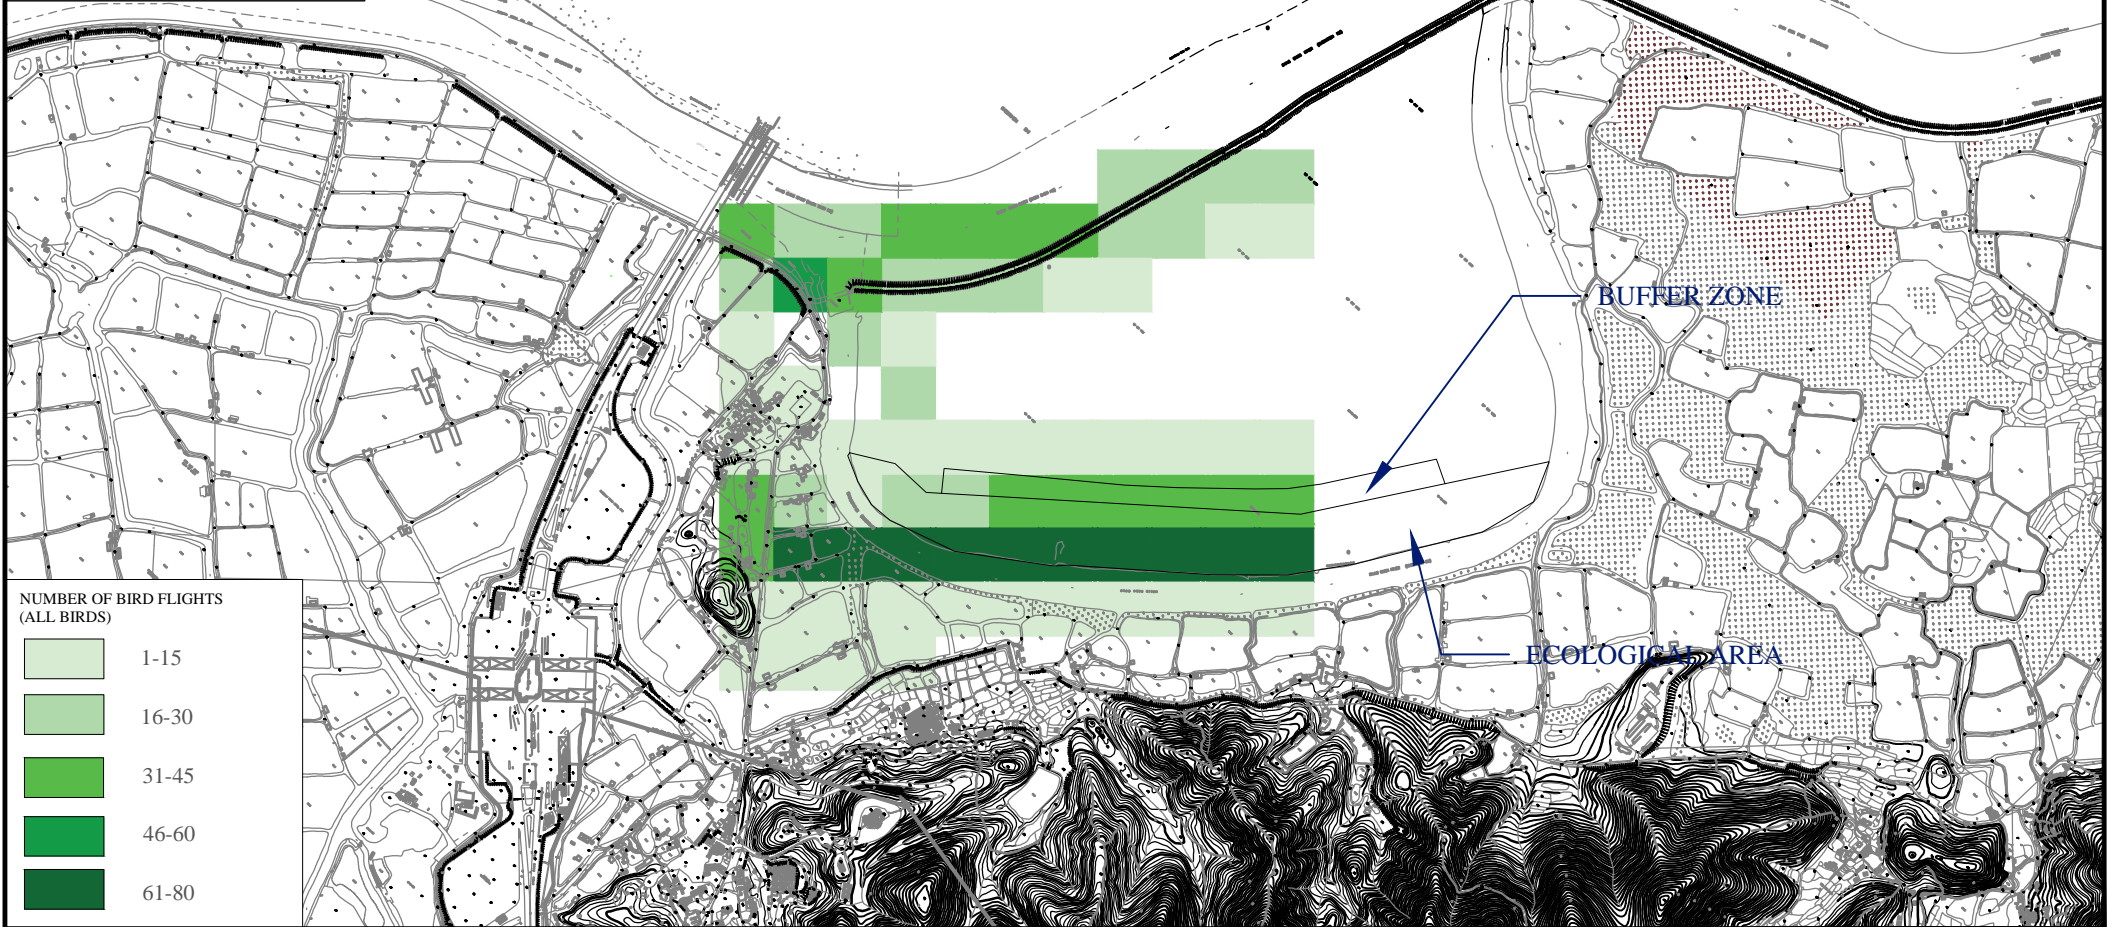 BUFFER ZONE
ECOLOGICAL AREA
NUMBER OF BIRD FLIGHTS
(ALL BIRDS)
1-15
16-30
31-45
46-60
61-80